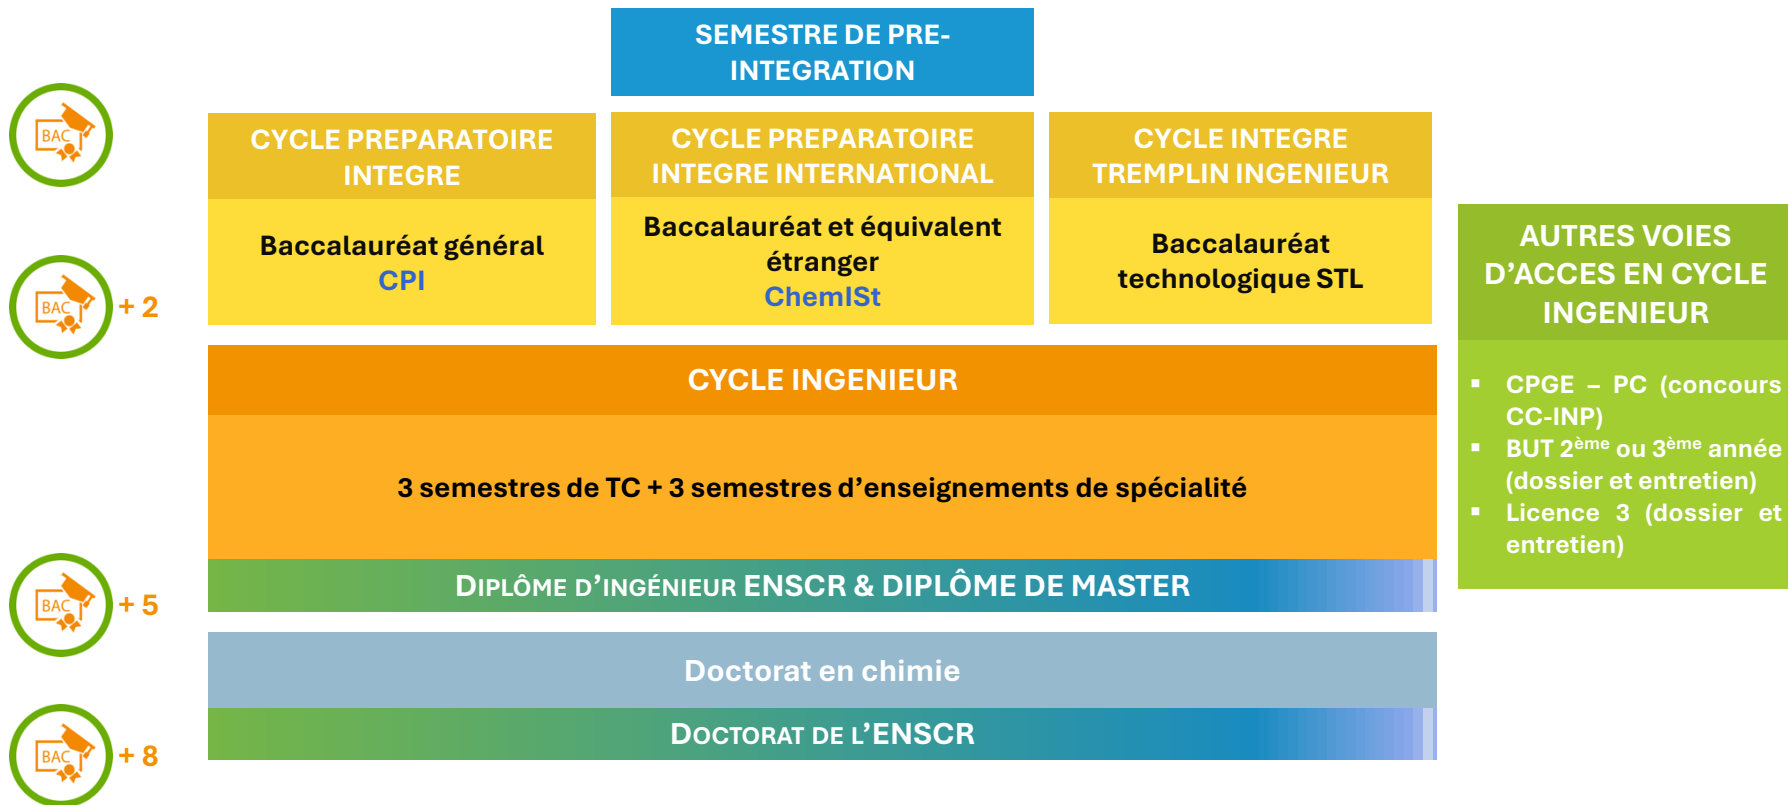 SEMESTRE DE PRE-
INTEGRATION
BAC
CYCLE PREPARATOIRE
INTEGRE
CYCLE PREPARATOIRE
INTEGRE INTERNATIONAL
CYCLE INTEGRE
TREMPLIN INGENIEUR
BAC + 2
Baccalauréat général
CPI
Baccalauréat et équivalent
étranger
ChemISt
Baccalauréat
technologique STL
AUTRES VOIES
D’ACCES EN CYCLE
INGENIEUR
▪ CPGE – PC (concours
CC-INP)
▪ BUT 2ème ou 3ème année
(dossier et entretien)
▪ Licence 3 (dossier et
entretien)
CYCLE INGENIEUR
3 semestres de TC + 3 semestres d’enseignements de spécialité
BAC + 5
DIPLÔME D’INGÉNIEUR ENSCR & DIPLÔME DE MASTER
Doctorat en chimie
BAC + 8
DOCTORAT DE L’ENSCR